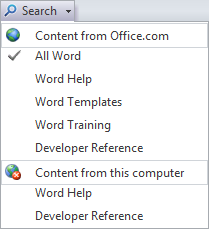 Search
Content from Office.com
All Word
Word Help
Word Templates
Word Training
Developer Reference
Content from this computer
Word Help
Developer Reference